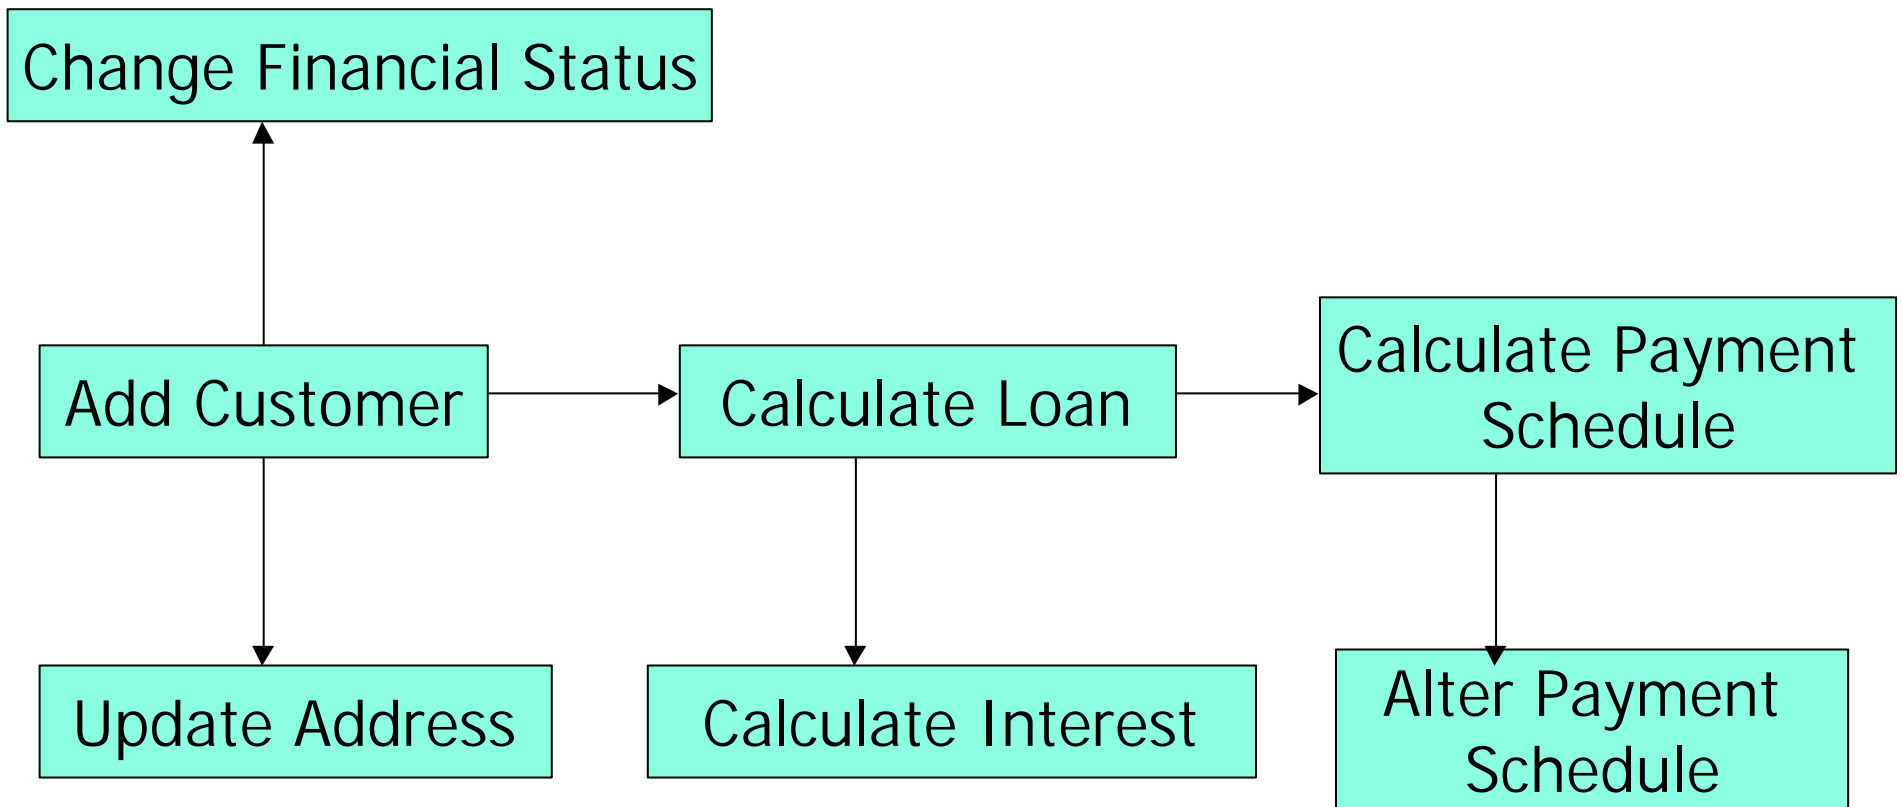 Change Financial Status
Add Customer
Calculate Loan
Calculate Payment
Schedule
Update Address
Calculate Interest
Alter Payment
Schedule